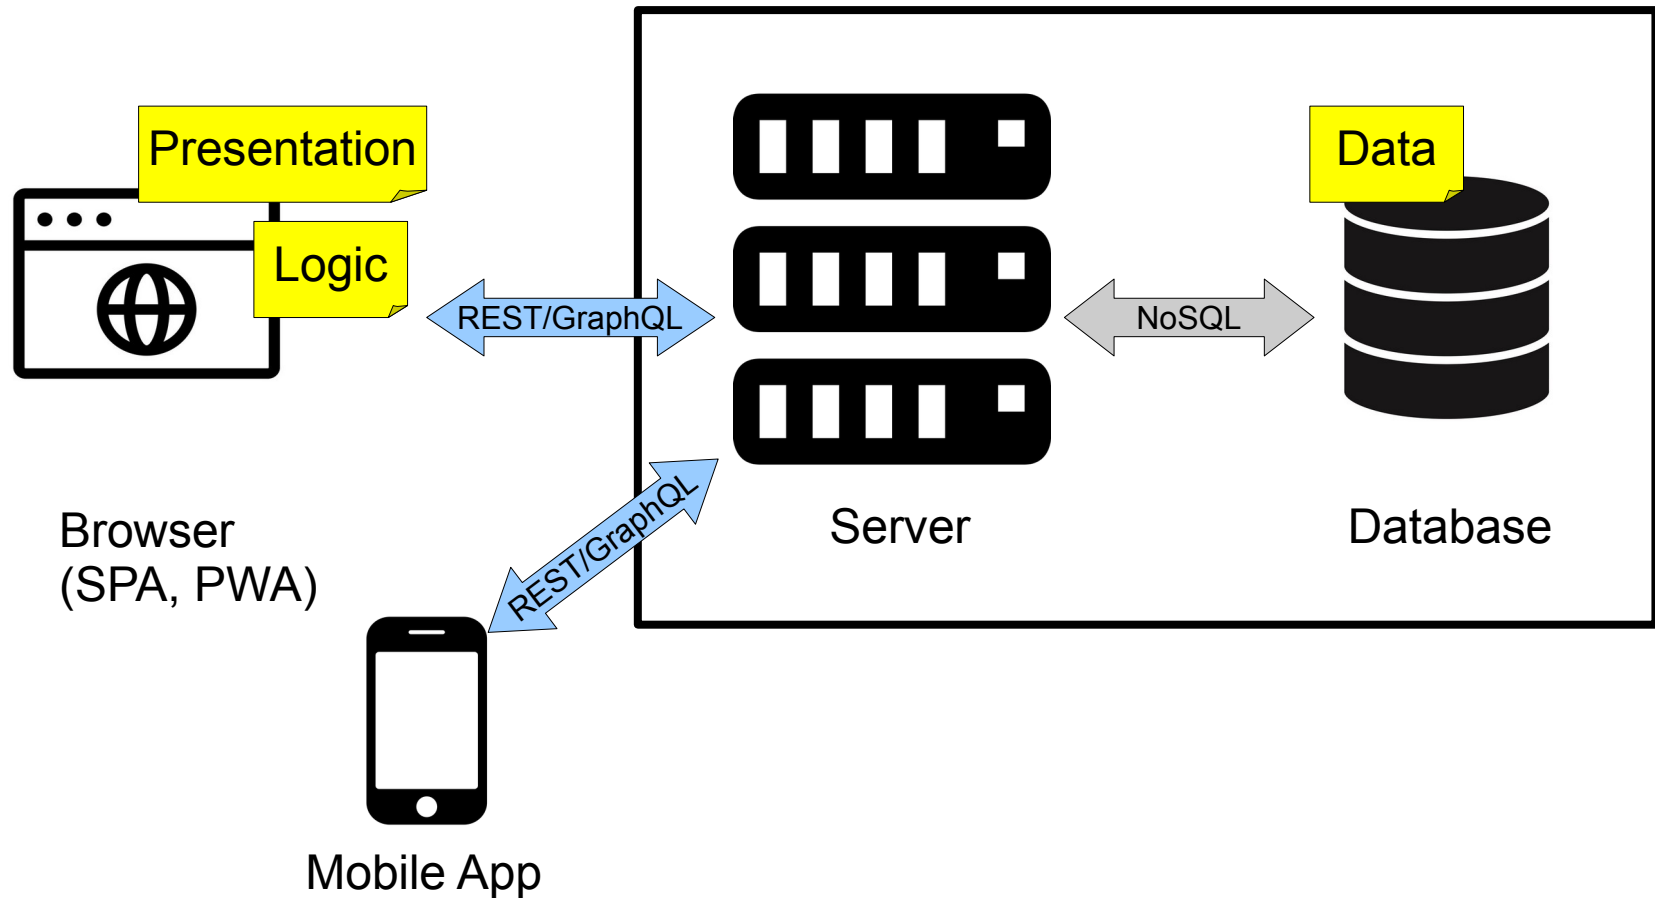 Presentation
Logic
Data
REST/GraphQL
NoSQL
REST/GraphQL
Browser
(SPA, PWA)
Server
Database
Mobile App